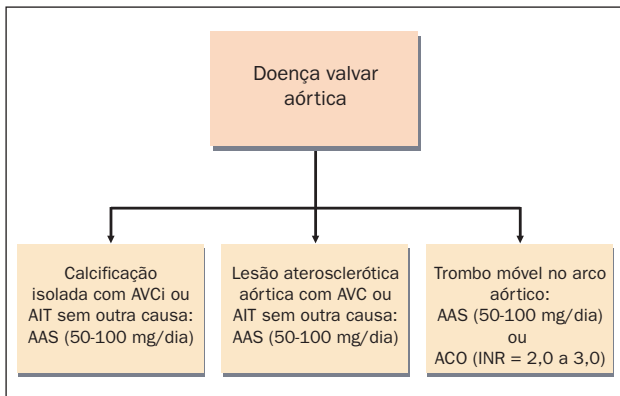 Doença valvar
aórtica
Calcificação
isolada com AVCi ou
AIT sem outra causa:
AAS (50-100 mg/dia)
Lesão aterosclerótica
aórtica com AVC ou
AIT sem outra causa:
AAS (50-100 mg/dia)
Trombo móvel no arco
aórtico:
AAS (50-100 mg/dia)
ou
ACO (INR = 2,0 a 3,0)